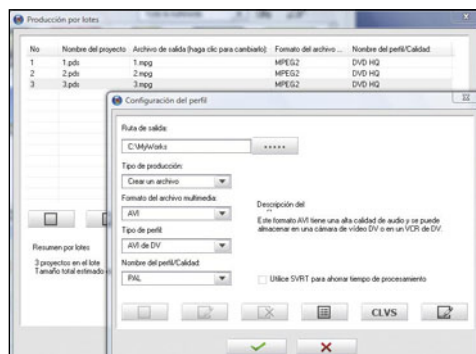 Producción por lotes
No Nombre del proyecto Archivo de salida (haga clic para cambiarlo): Formato del archivo ... Nombre del perfil/Calidad:
1 1.pds 1.mpg MPEG2 DVD HQ
2 2.pds 2.mpg MPEG2 DVD HQ
3 3.pds 3.mpg MPEG2 DVD HQ
Configuración del perfil
Ruta de salida:
C:\MyWorks
Tipo de producción:
Crear un archivo
Formato del archivo multimedia:
AVI
Descripción del
Este formato AVI tiene una alta calidad de audio y se puede
almacenar en una cámara de vídeo DV o en un VCR de DV.
Tipo de perfil:
AVI de DV
Nombre del perfil/Calidad:
PAL
Utilice SVRT para ahorrar tiempo de procesamiento
CLVS
Resumen por lotes
3 proyectos en el lote
Tamaño total estimado